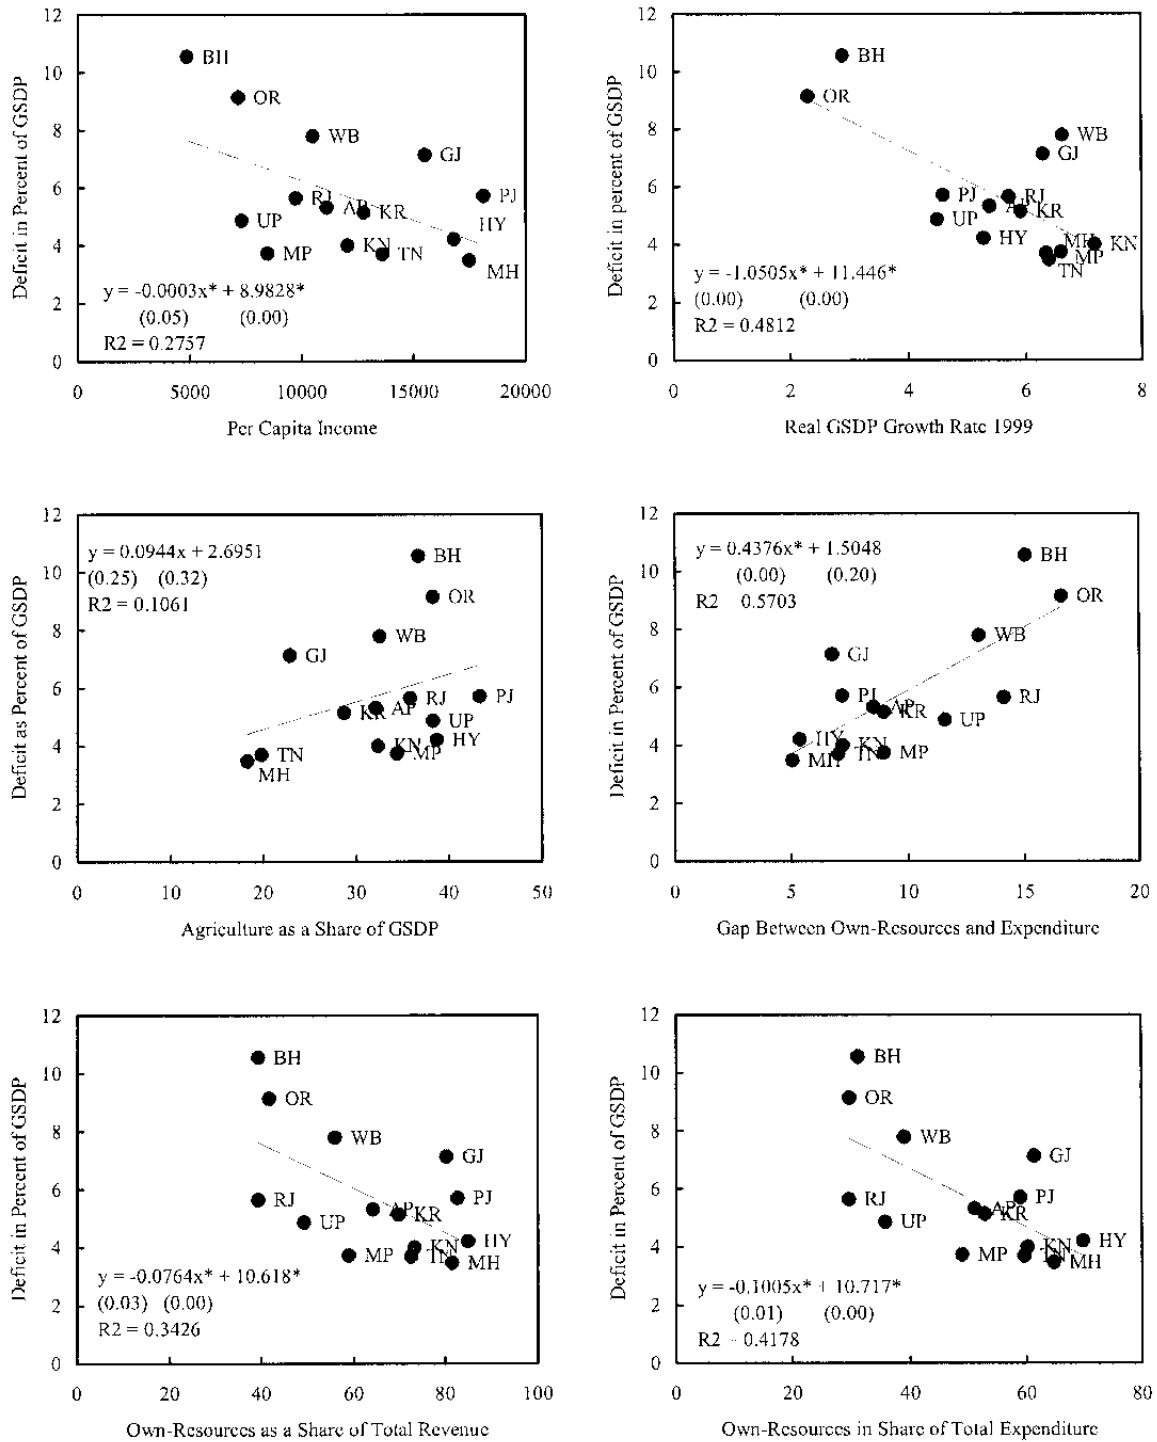 12
10
8
6
4
2
0
Deficit in Percent of GSDP
BH
OR
WB
GJ
PJ
RJ
AP
KR
HY
UP
MP
KN
TN
MH
y = -0.0003x* + 8.9828*
(0.05) (0.00)
R2 = 0.2757
0 5000 10000 15000 20000
Per Capita Income
12
10
8
6
4
2
0
Deficit in percent of GSDP
BH
OR
WB
GJ
PJ
RJ
AP
KR
UP
HY
MH
KN
MP
TN
y = -1.0505x* + 11.446*
(0.00) (0.00)
R2 = 0.4812
0 2 4 6 8
Real GSDP Growth Rate 1999
12
10
8
6
4
2
0
Deficit as Percent of GSDP
y = 0.0944x + 2.6951
(0.25) (0.32)
R2 = 0.1061
BH
OR
WB
GJ
RJ
PJ
KR
AP
UP
HY
KN
MP
TN
MH
0 10 20 30 40 50
Agriculture as a Share of GSDP
12
10
8
6
4
2
0
Deficit in Percent of GSDP
y = 0.4376x* + 1.5048
(0.00) (0.20)
R2 0.5703
BH
OR
WB
GJ
PJ
RJ
AP
KR
UP
HY
KN
MH
TN
MP
0 5 10 15 20
Gap Between Own-Resources and Expenditure
12
10
8
6
4
2
0
Deficit in Percent of GSDP
BH
OR
WB
GJ
RJ
PJ
AP
KR
UP
HY
KN
MP
TN
MH
y = -0.0764x* + 10.618*
(0.03) (0.00)
R2 = 0.3426
0 20 40 60 80 100
Own-Resources as a Share of Total Revenue
12
10
8
6
4
2
0
Deficit in Percent of GSDP
BH
OR
WB
GJ
RJ
PJ
AP
KR
UP
HY
KN
MP
TN
MH
y = -0.1005x* + 10.717*
(0.01) (0.00)
R2 - 0.4178
0 20 40 60 80
Own-Resources in Share of Total Expenditure